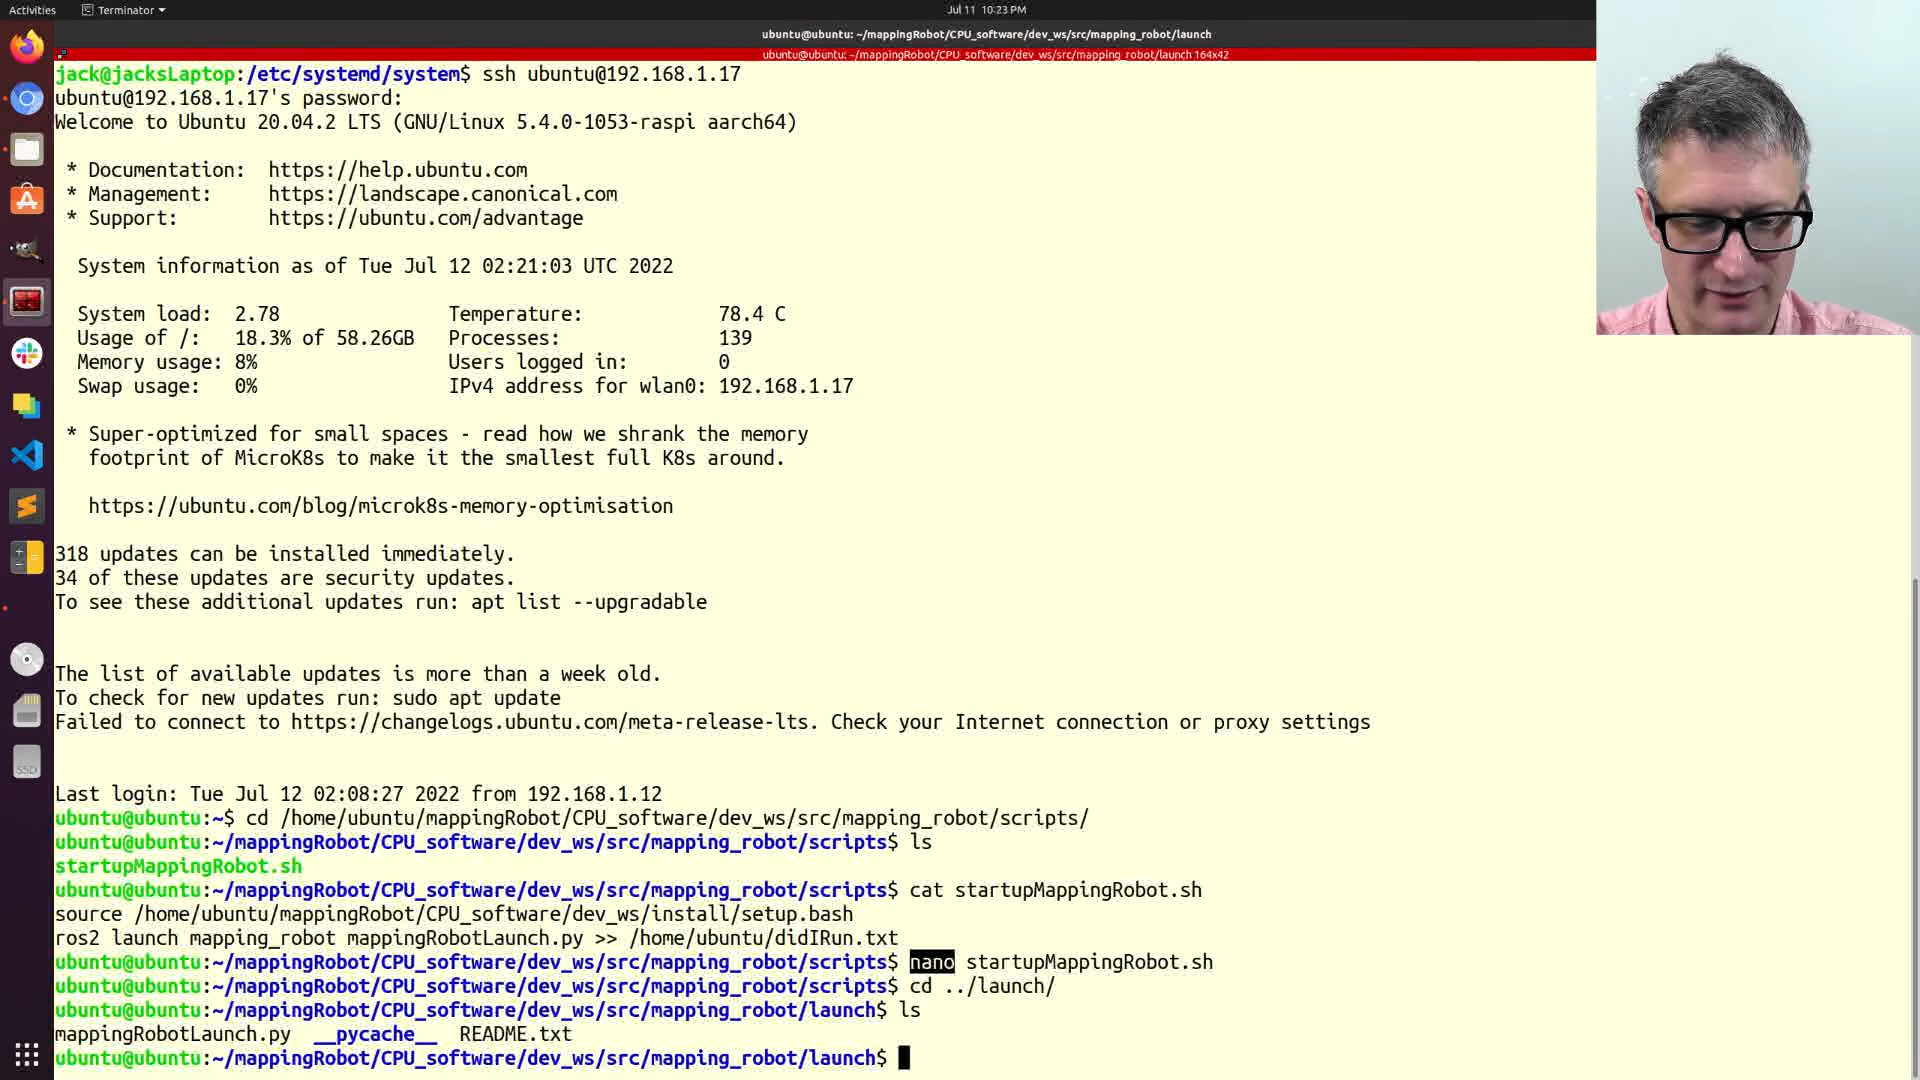 Activities Terminator Jul 11 10:23 PM
ubuntu@ubuntu: ~/mappingRobot/CPU_software/dev_ws/src/mapping_robot/launch
ubuntu@ubuntu: ~/mappingRobot/CPU_software/dev_ws/src/mapping_robot/launch 164x42
jack@jacksLaptop:/etc/systemd/system$ ssh ubuntu@192.168.1.17
ubuntu@192.168.1.17's password:
Welcome to Ubuntu 20.04.2 LTS (GNU/Linux 5.4.0-1053-raspi aarch64)
* Documentation: https://help.ubuntu.com
* Management: https://landscape.canonical.com
* Support: https://ubuntu.com/advantage
System information as of Tue Jul 12 02:21:03 UTC 2022
System load: 2.78 Temperature: 78.4 C
Usage of /: 18.3% of 58.26GB Processes: 139
Memory usage: 8% Users logged in: 0
Swap usage: 0% IPv4 address for wlan0: 192.168.1.17
* Super-optimized for small spaces - read how we shrank the memory
footprint of MicroK8s to make it the smallest full K8s around.
https://ubuntu.com/blog/microk8s-memory-optimisation
318 updates can be installed immediately.
34 of these updates are security updates.
To see these additional updates run: apt list --upgradable
The list of available updates is more than a week old.
To check for new updates run: sudo apt update
Failed to connect to https://changelogs.ubuntu.com/meta-release-lts. Check your Internet connection or proxy settings
Last login: Tue Jul 12 02:08:27 2022 from 192.168.1.12
ubuntu@ubuntu:~$ cd /home/ubuntu/mappingRobot/CPU_software/dev_ws/src/mapping_robot/scripts/
ubuntu@ubuntu:~/mappingRobot/CPU_software/dev_ws/src/mapping_robot/scripts$ ls
startupMappingRobot.sh
ubuntu@ubuntu:~/mappingRobot/CPU_software/dev_ws/src/mapping_robot/scripts$ cat startupMappingRobot.sh
source /home/ubuntu/mappingRobot/CPU_software/dev_ws/install/setup.bash
ros2 launch mapping_robot mappingRobotLaunch.py >> /home/ubuntu/didIRun.txt
ubuntu@ubuntu:~/mappingRobot/CPU_software/dev_ws/src/mapping_robot/scripts$ nano startupMappingRobot.sh
ubuntu@ubuntu:~/mappingRobot/CPU_software/dev_ws/src/mapping_robot/scripts$ cd ../launch/
ubuntu@ubuntu:~/mappingRobot/CPU_software/dev_ws/src/mapping_robot/launch$ ls
mappingRobotLaunch.py __pycache__ README.txt
ubuntu@ubuntu:~/mappingRobot/CPU_software/dev_ws/src/mapping_robot/launch$
SSD